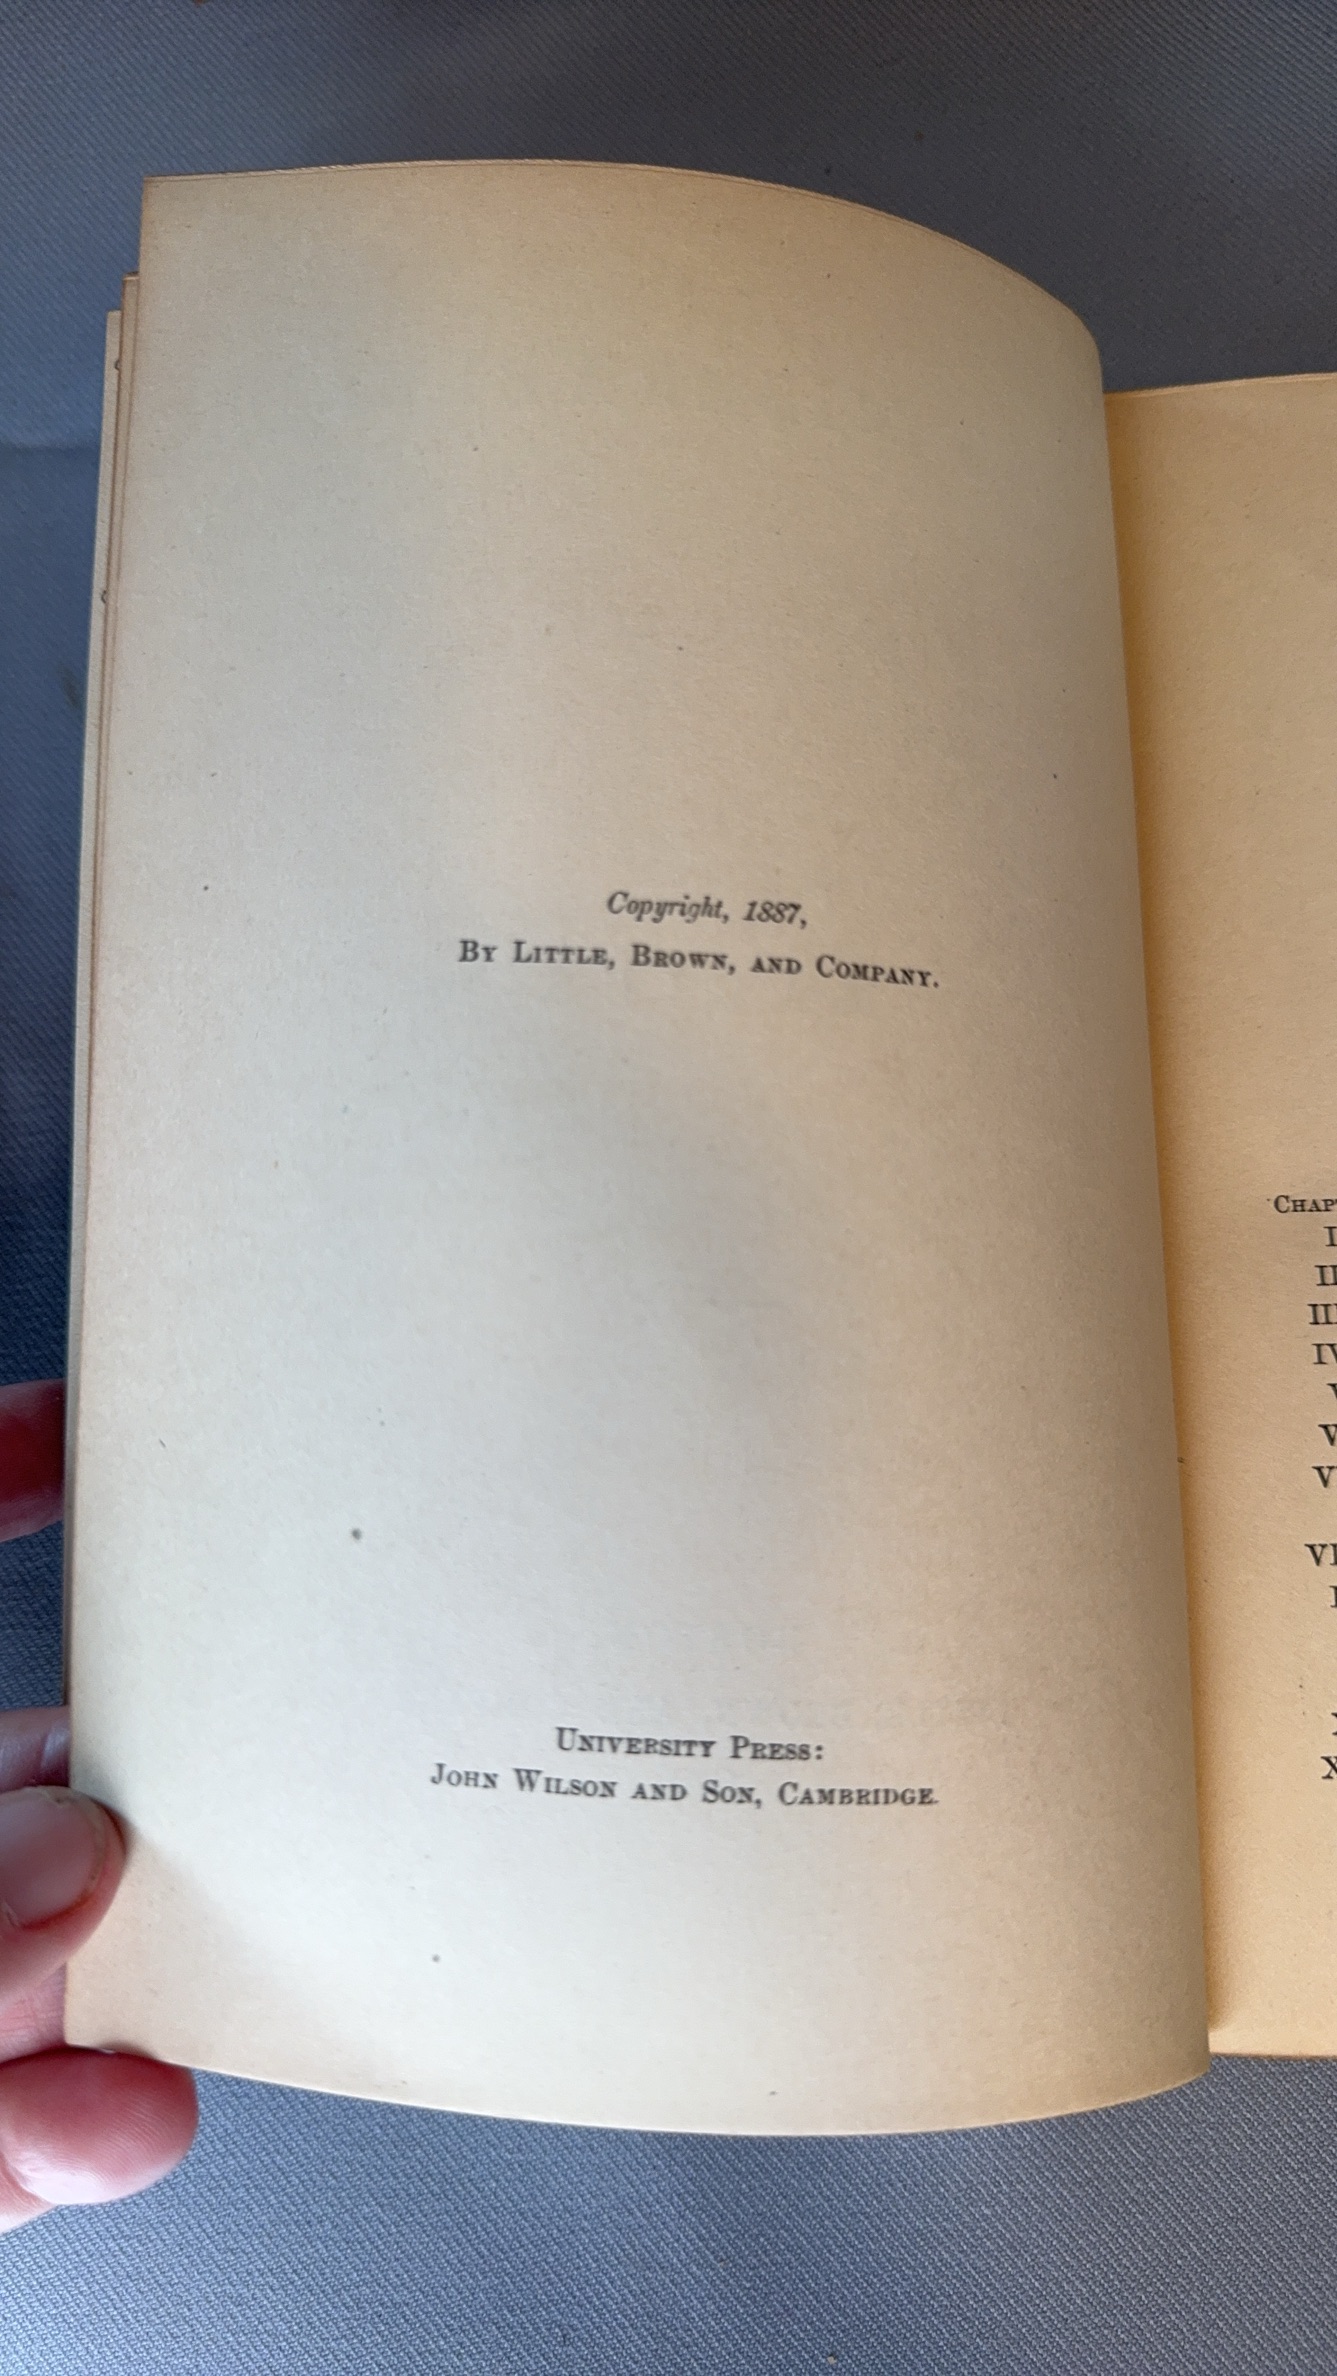 Copyright, 1887,
By Little, Brown, and Company.
University Press:
John Wilson and Son, Cambridge.